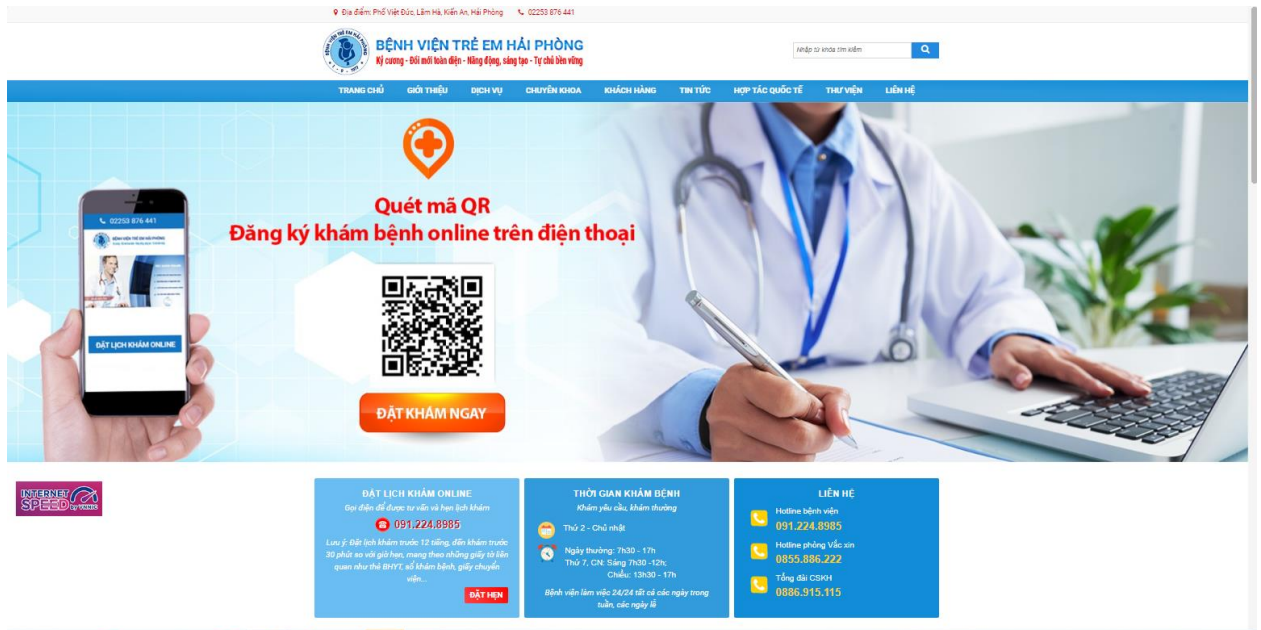 Địa điểm: Phố Việt Đức, Lãm Hà, Kiến An, Hải Phòng 02253 876 441
BỆNH VIỆN TRẺ EM HẢI PHÒNG
Kỷ cương - Đổi mới toàn diện - Năng động, sáng tạo - Tự chủ bền vững
Nhập từ khóa tìm kiếm
TRANG CHỦ GIỚI THIỆU DỊCH VỤ CHUYÊN KHOA KHÁCH HÀNG TIN TỨC HỢP TÁC QUỐC TẾ THƯ VIỆN LIÊN HỆ
Quét mã QR
Đăng ký khám bệnh online trên điện thoại
02253 876 441
BỆNH VIỆN TRẺ EM HẢI PHÒNG
ĐẶT LỊCH KHÁM ONLINE
ĐẶT KHÁM NGAY
INTERNET
SPEED by VNNIC
ĐẶT LỊCH KHÁM ONLINE
Gọi điện để được tư vấn và hẹn lịch khám
091.224.8985
Lưu ý: Đặt lịch khám trước 12 tiếng, đến khám trước
30 phút so với giờ hẹn, mang theo những giấy tờ liên
quan như thẻ BHYT, sổ khám bệnh, giấy chuyển
viện...
ĐẶT HẸN
THỜI GIAN KHÁM BỆNH
Khám yêu cầu, khám thường
Thứ 2 - Chủ nhật
Ngày thường: 7h30 - 17h
Thứ 7, CN: Sáng 7h30 -12h;
Chiều: 13h30 - 17h
Bệnh viện làm việc 24/24 tất cả các ngày trong
tuần, các ngày lễ
LIÊN HỆ
Hotline bệnh viện
091.224.8985
Hotline phòng Vắc xin
0855.886.222
Tổng đài CSKH
0886.915.115